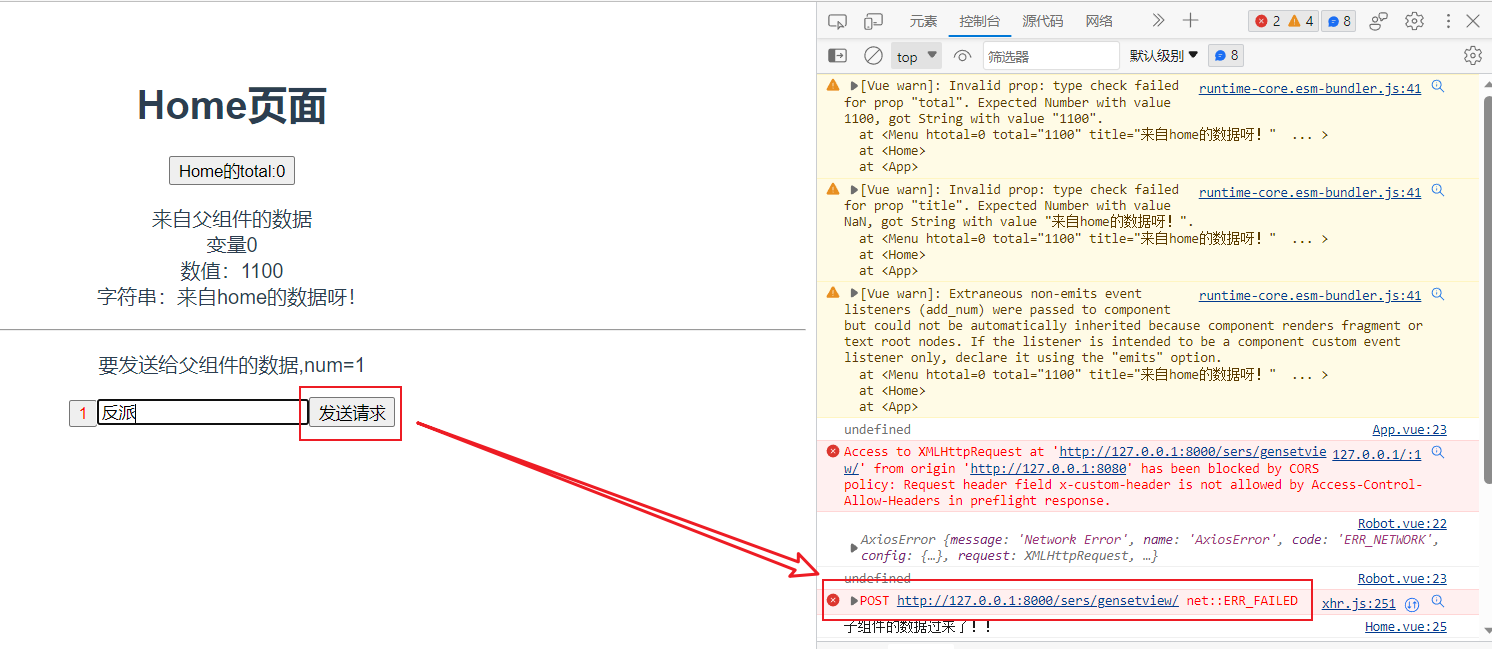 Home页面
Home的total:0
来自父组件的数据
变量0
数值：1100
字符串：来自home的数据呀！
要发送给父组件的数据,num=1
1 反派 发送请求
元素 控制台 源代码 网络 2 4 8
top 筛选器 默认级别 8
[Vue warn]: Invalid prop: type check failed runtime-core.esm-bundler.js:41
for prop "total". Expected Number with value
1100, got String with value "1100".
at <Menu htotal=0 total="1100" title="来自home的数据呀！" ... >
at <Home>
at <App>
[Vue warn]: Invalid prop: type check failed runtime-core.esm-bundler.js:41
for prop "title". Expected Number with value
NaN, got String with value "来自home的数据呀！".
at <Menu htotal=0 total="1100" title="来自home的数据呀！" ... >
at <Home>
at <App>
[Vue warn]: Extraneous non-emits event runtime-core.esm-bundler.js:41
listeners (add_num) were passed to component
but could not be automatically inherited because component renders fragment or
text root nodes. If the listener is intended to be a component custom event
listener only, declare it using the "emits" option.
at <Menu htotal=0 total="1100" title="来自home的数据呀！" ... >
at <Home>
at <App>
undefined App.vue:23
Access to XMLHttpRequest at 'http://127.0.0.1:8000/sers/gensetvie 127.0.0.1/:1
w/' from origin 'http://127.0.0.1:8080' has been blocked by CORS
policy: Request header field x-custom-header is not allowed by Access-Control-
Allow-Headers in preflight response.
Robot.vue:22
AxiosError {message: 'Network Error', name: 'AxiosError', code: 'ERR_NETWORK',
config: {…}, request: XMLHttpRequest, …}
undefined Robot.vue:23
POST http://127.0.0.1:8000/sers/gensetview/ net::ERR_FAILED xhr.js:251
子组件的数据过来了！！ Home.vue:25